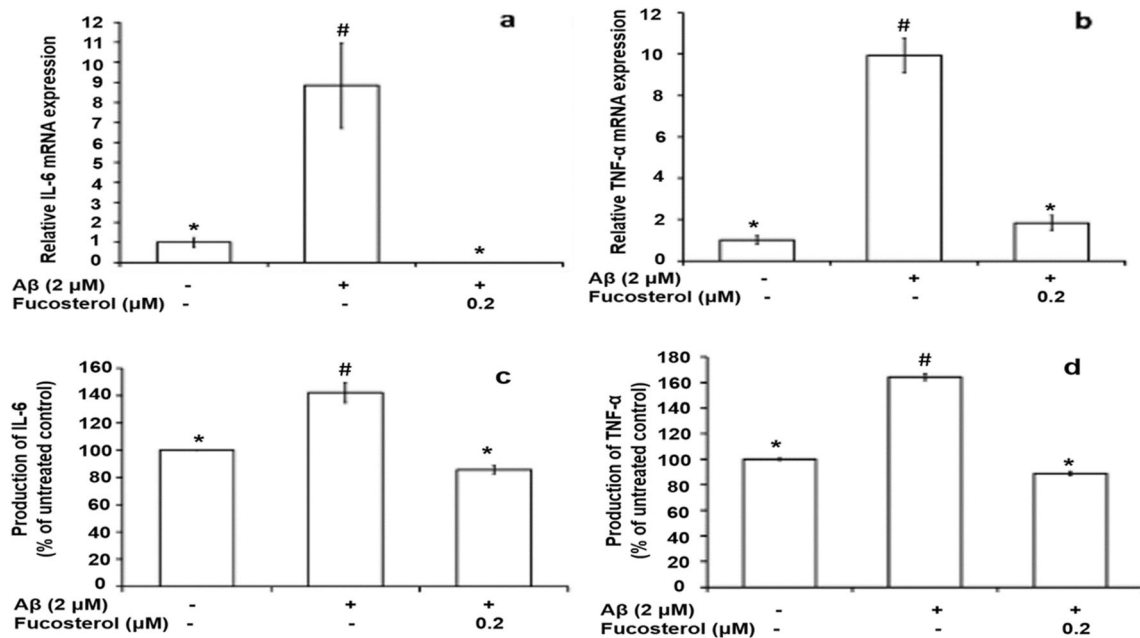 a
Relative IL-6 mRNA expression
12
11
10
9
8
7
6
5
4
3
2
1
0
*
#
*
Aβ (2 µM) - + +
Fucosterol (µM) - - 0.2
b
Relative TNF-α mRNA expression
12
10
8
6
4
2
0
*
#
*
Aβ (2 µM) - + +
Fucosterol (µM) - - 0.2
c
Production of IL-6
(% of untreated control)
160
140
120
100
80
60
40
20
0
*
#
*
Aβ (2 µM) - + +
Fucosterol (µM) - - 0.2
d
Production of TNF-α
(% of untreated control)
180
160
140
120
100
80
60
40
20
0
*
#
*
Aβ (2 µM) - + +
Fucosterol (µM) - - 0.2